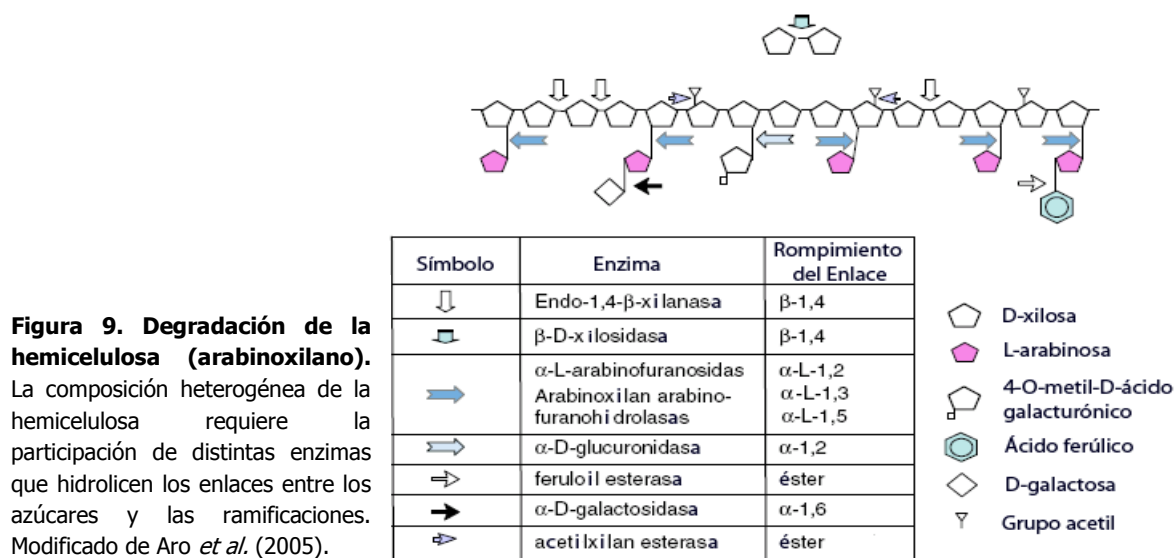 Símbolo Enzima Rompimiento
del Enlace
Endo-1,4-β-xilanasa β-1,4
β-D-xilosidasa β-1,4
α-L-arabinofuranosidas α-L-1,2
Arabinoxilan arabino- α-L-1,3
furanohidrolasas α-L-1,5
α-D-glucuronidasa α-1,2
feruloil esterasa éster
α-D-galactosidasa α-1,6
acetilxilan esterasa éster
D-xilosa
L-arabinosa
4-O-metil-D-ácido
galacturónico
Ácido ferúlico
D-galactosa
Grupo acetil
Figura 9. Degradación de la
hemicelulosa (arabinoxilano).
La composición heterogénea de la
hemicelulosa requiere la
participación de distintas enzimas
que hidrolicen los enlaces entre los
azúcares y las ramificaciones.
Modificado de Aro et al. (2005).